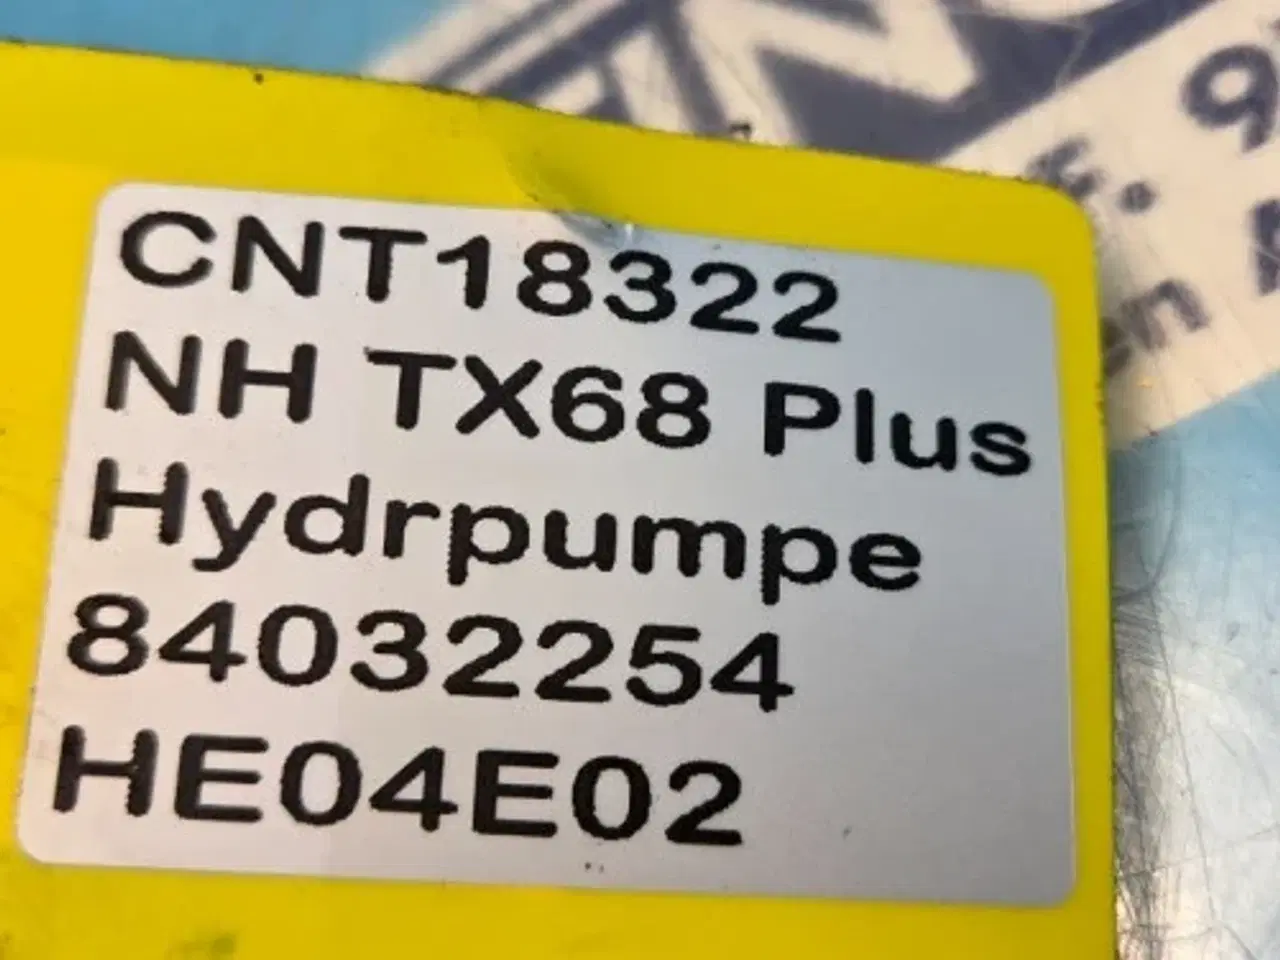 CNT18322
NH TX68 Plus
Hydrpumpe
84032254
HE04E02